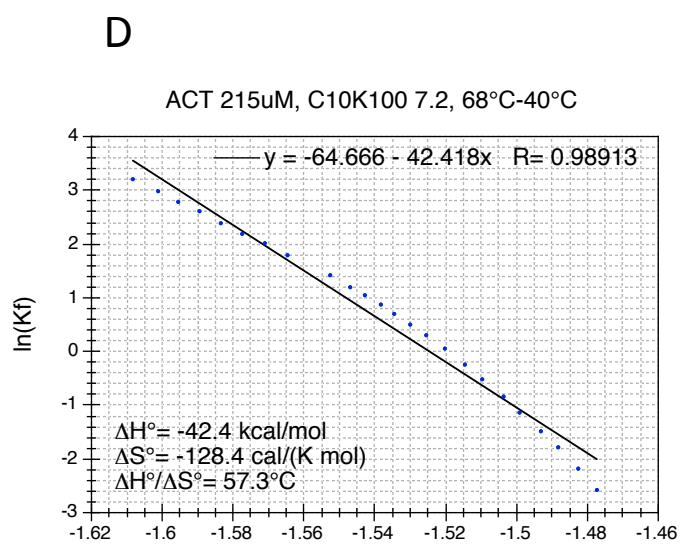 D
ACT 215uM, C10K100 7.2, 68°C-40°C
y = -64.666 - 42.418x R= 0.98913
4
3
2
1
0
-1
-2
-3
ln(Kf)
ΔH°= -42.4 kcal/mol
ΔS°= -128.4 cal/(K mol)
ΔH°/ΔS°= 57.3°C
-1.62 -1.6 -1.58 -1.56 -1.54 -1.52 -1.5 -1.48 -1.46